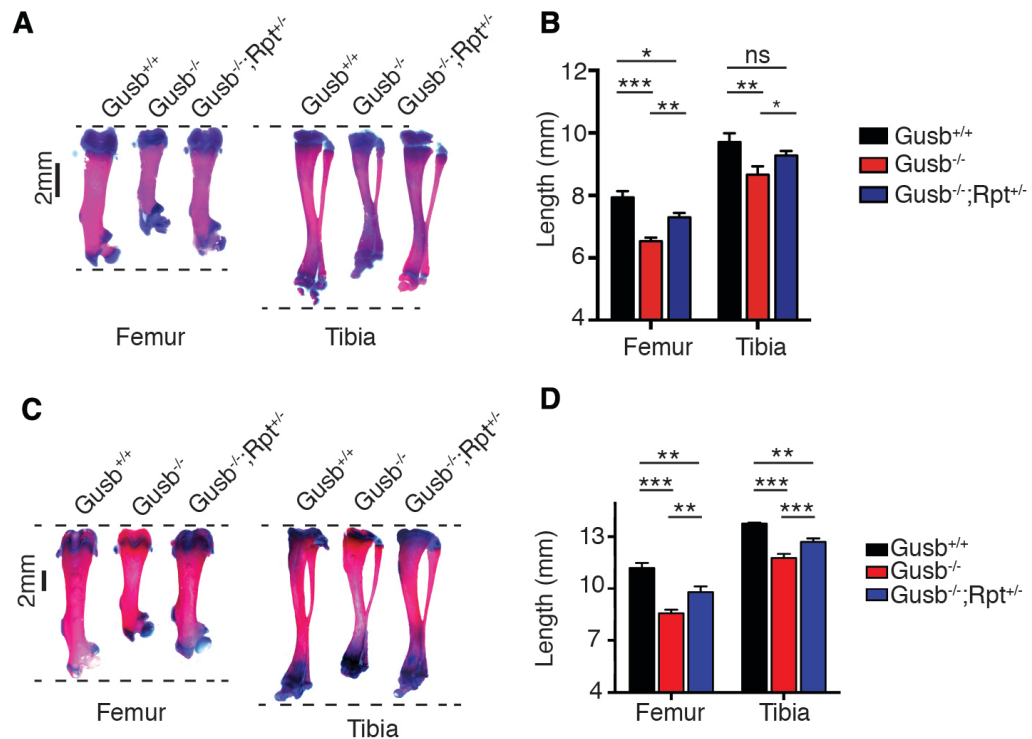 A
Gusb+/+
Gusb-/-
Gusb-/-;Rpt+/-
Gusb+/+
Gusb-/-
Gusb-/-;Rpt+/-
2mm
Femur
Tibia
B
* ns
*** ** ** *
12
10
8
6
4
Length (mm)
Femur Tibia
Gusb+/+
Gusb-/-
Gusb-/-;Rpt+/-
C
Gusb+/+
Gusb-/-
Gusb-/-;Rpt+/-
Gusb+/+
Gusb-/-
Gusb-/-;Rpt+/-
2mm
Femur
Tibia
D
** **
*** ***
** ***
13
10
7
4
Length (mm)
Femur Tibia
Gusb+/+
Gusb-/-
Gusb-/-;Rpt+/-